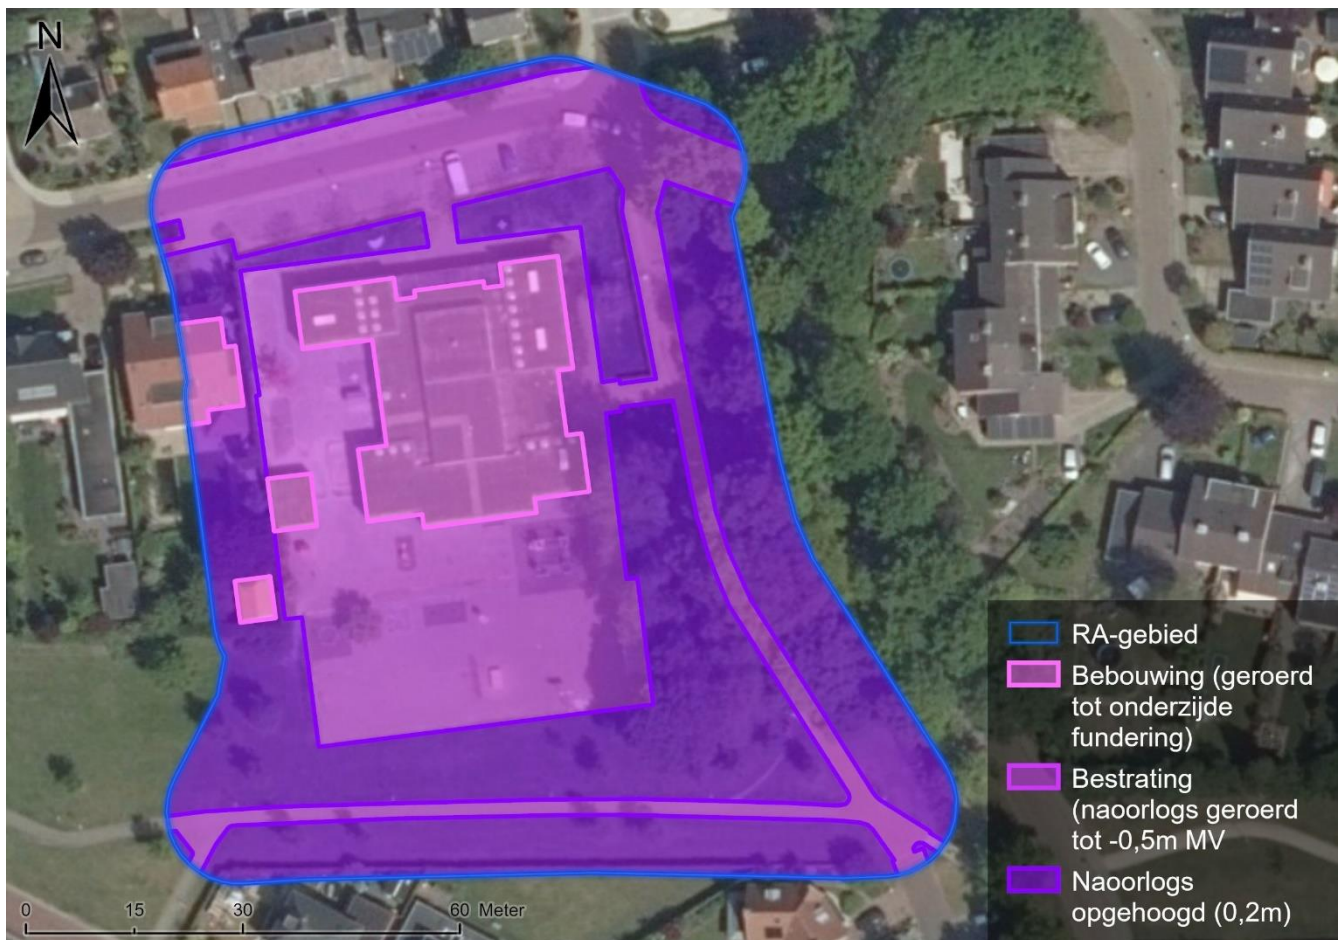 N
RA-gebied
Bebouwing (geroerd
tot onderzijde
fundering)
Bestrating
(naoorlogs geroerd
tot -0,5m MV
Naoorlogs
opgehoogd (0,2m)
0 15 30 60 Meter